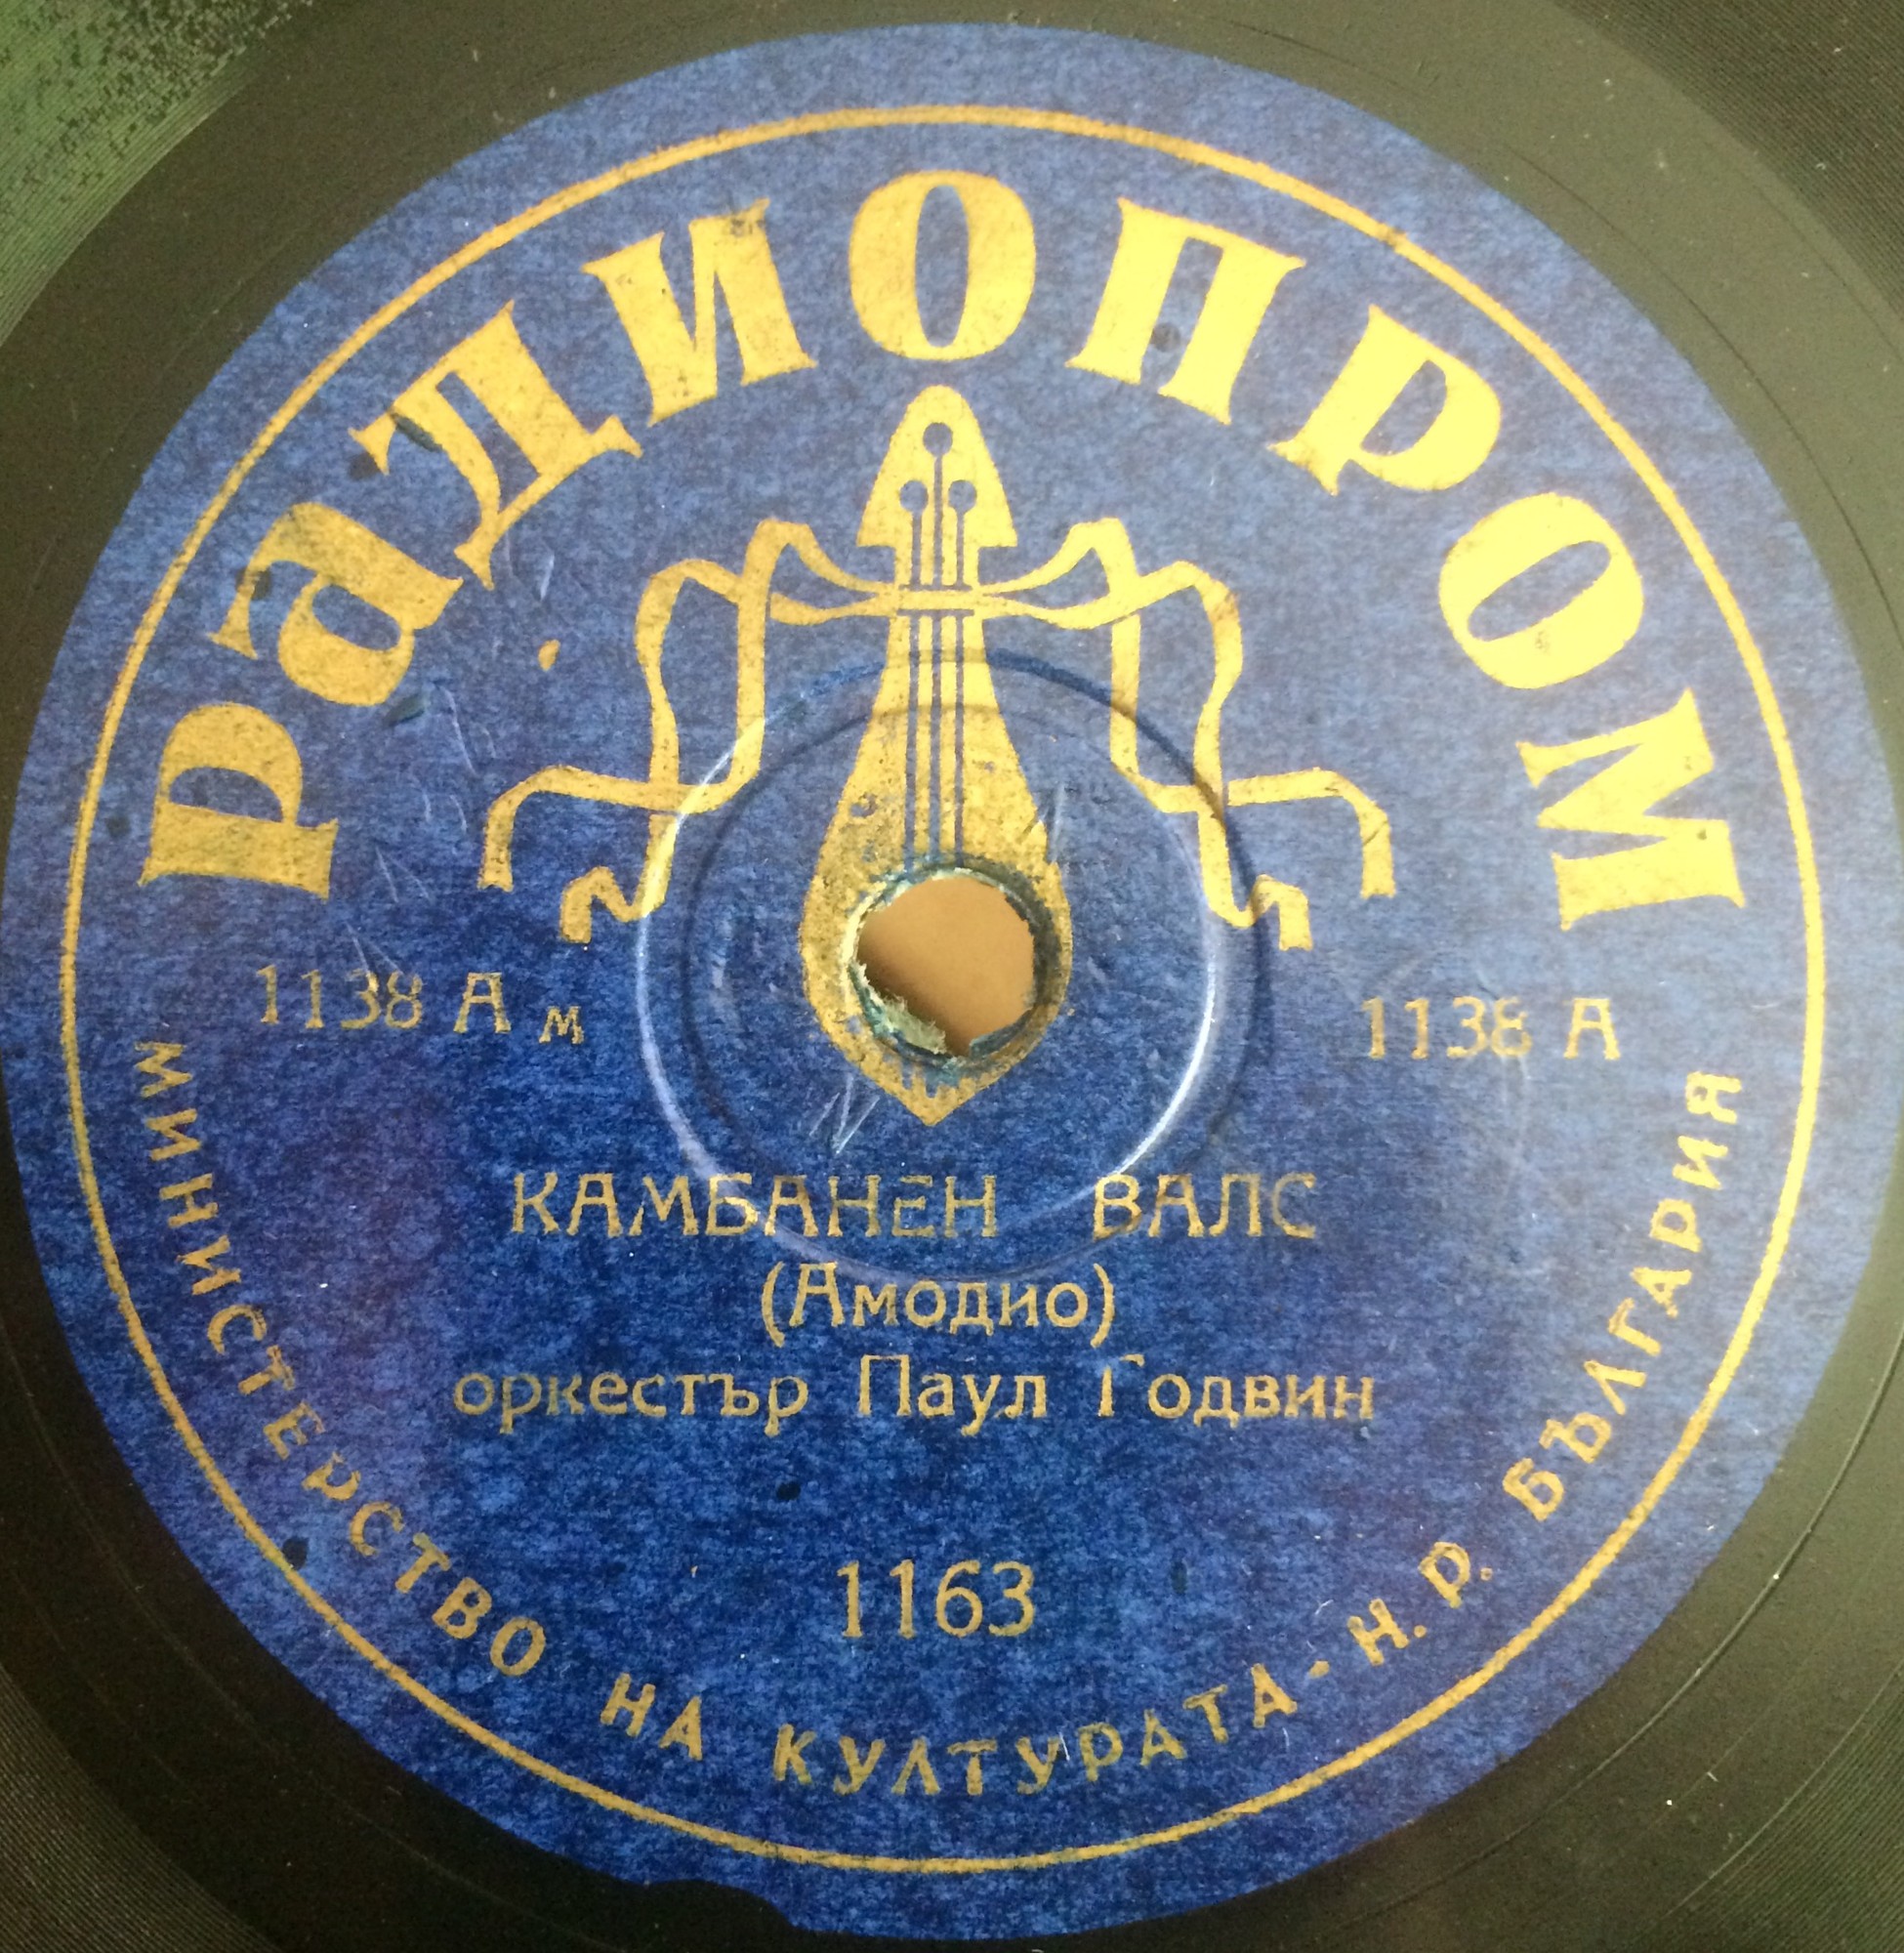 РАДИОПРОМ
1138 А м
1138 А
КАМБАНЕН ВАЛС
(Амодио)
оркестър Паул Годвин
1163
МИНИСТЕРСТВО НА КУЛТУРАТА - Н. Р. БЪЛГАРИЯ